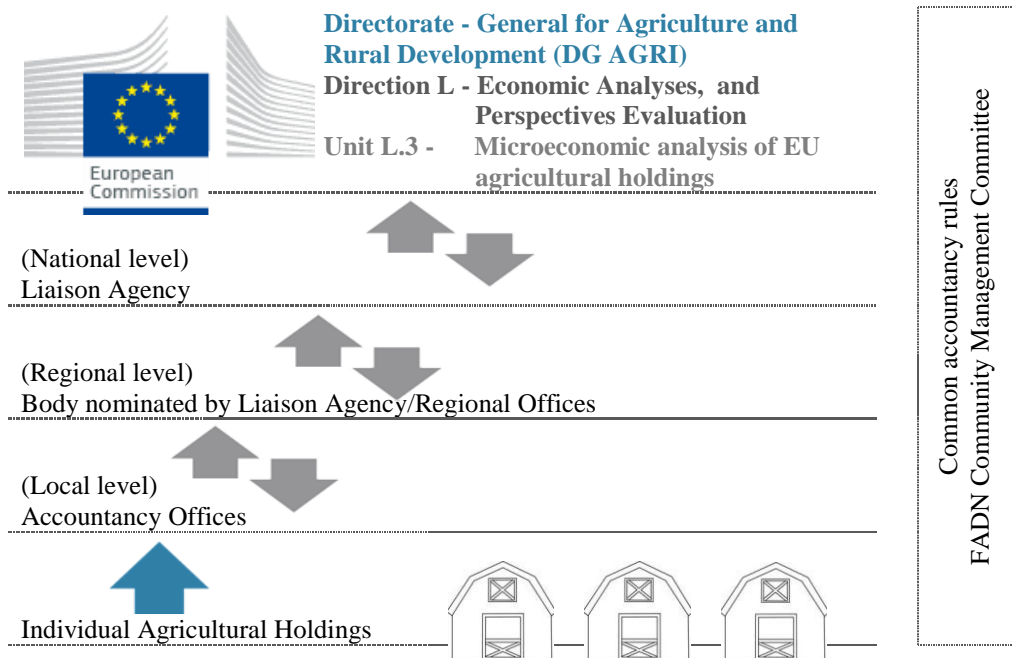 Directorate - General for Agriculture and
Rural Development (DG AGRI)
Direction L - Economic Analyses, and
Perspectives Evaluation
Unit L.3 - Microeconomic analysis of EU
agricultural holdings
European
Commission
(National level)
Liaison Agency
(Regional level)
Body nominated by Liaison Agency/Regional Offices
(Local level)
Accountancy Offices
Individual Agricultural Holdings
Common accountancy rules
FADN Community Management Committee